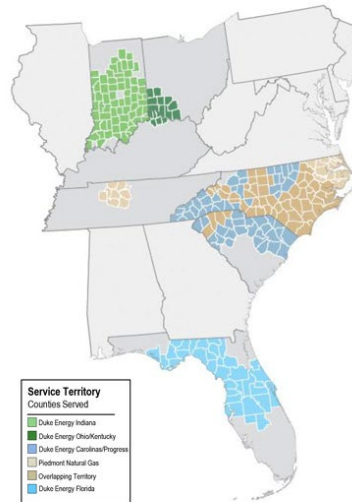 Service Territory
Counties Served
Duke Energy Indiana
Duke Energy Ohio/Kentucky
Duke Energy Carolinas/Progress
Piedmont Natural Gas
Overlapping Territory
Duke Energy Florida